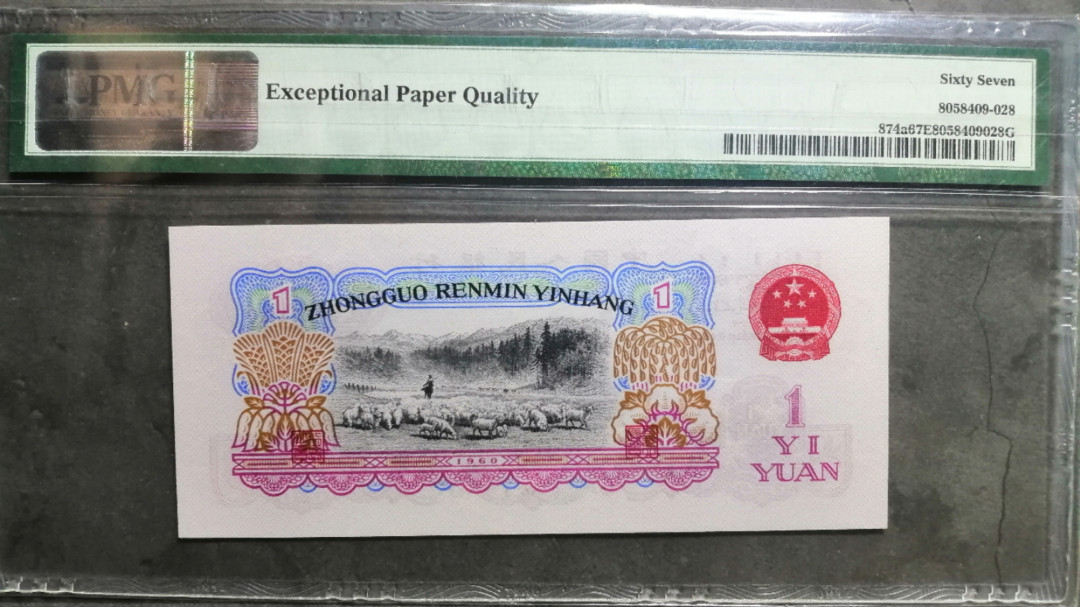 PMG
Exceptional Paper Quality
Sixty Seven
8058409-028
874a67E8058409028G
1
ZHONGGUO RENMIN YINHANG
1
1960
1
YI
YUAN